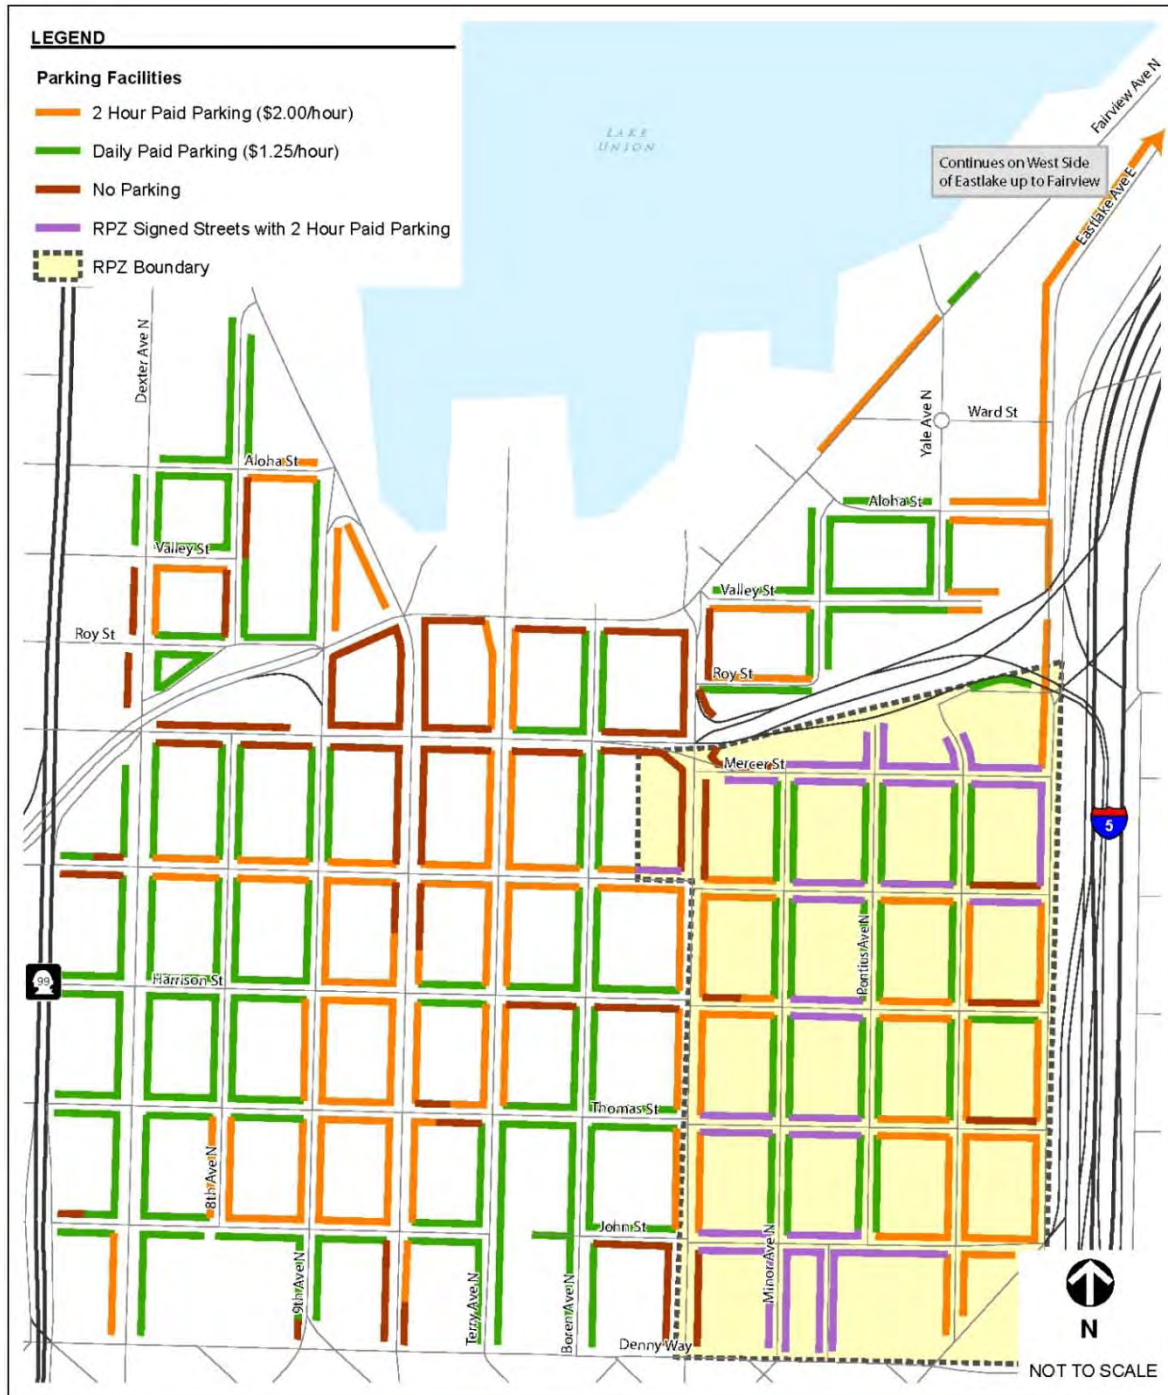 LEGEND
Parking Facilities
2 Hour Paid Parking ($2.00/hour)
Daily Paid Parking ($1.25/hour)
No Parking
RPZ Signed Streets with 2 Hour Paid Parking
RPZ Boundary
LAKE
UNION
Fairview Ave N
Continues on West Side
of Eastlake up to Fairview
Eastlake Ave E
Dexter Ave N
Yale Ave N
Ward St
Aloha St
Aloha St
Valley St
Valley St
Roy St
Roy St
Mercer St
5
Pontius Ave N
99
Harrison St
Thomas St
8th Ave N
John St
9th Ave N
Terry Ave N
Boren Ave N
Minor Ave N
Denny Way
N
NOT TO SCALE